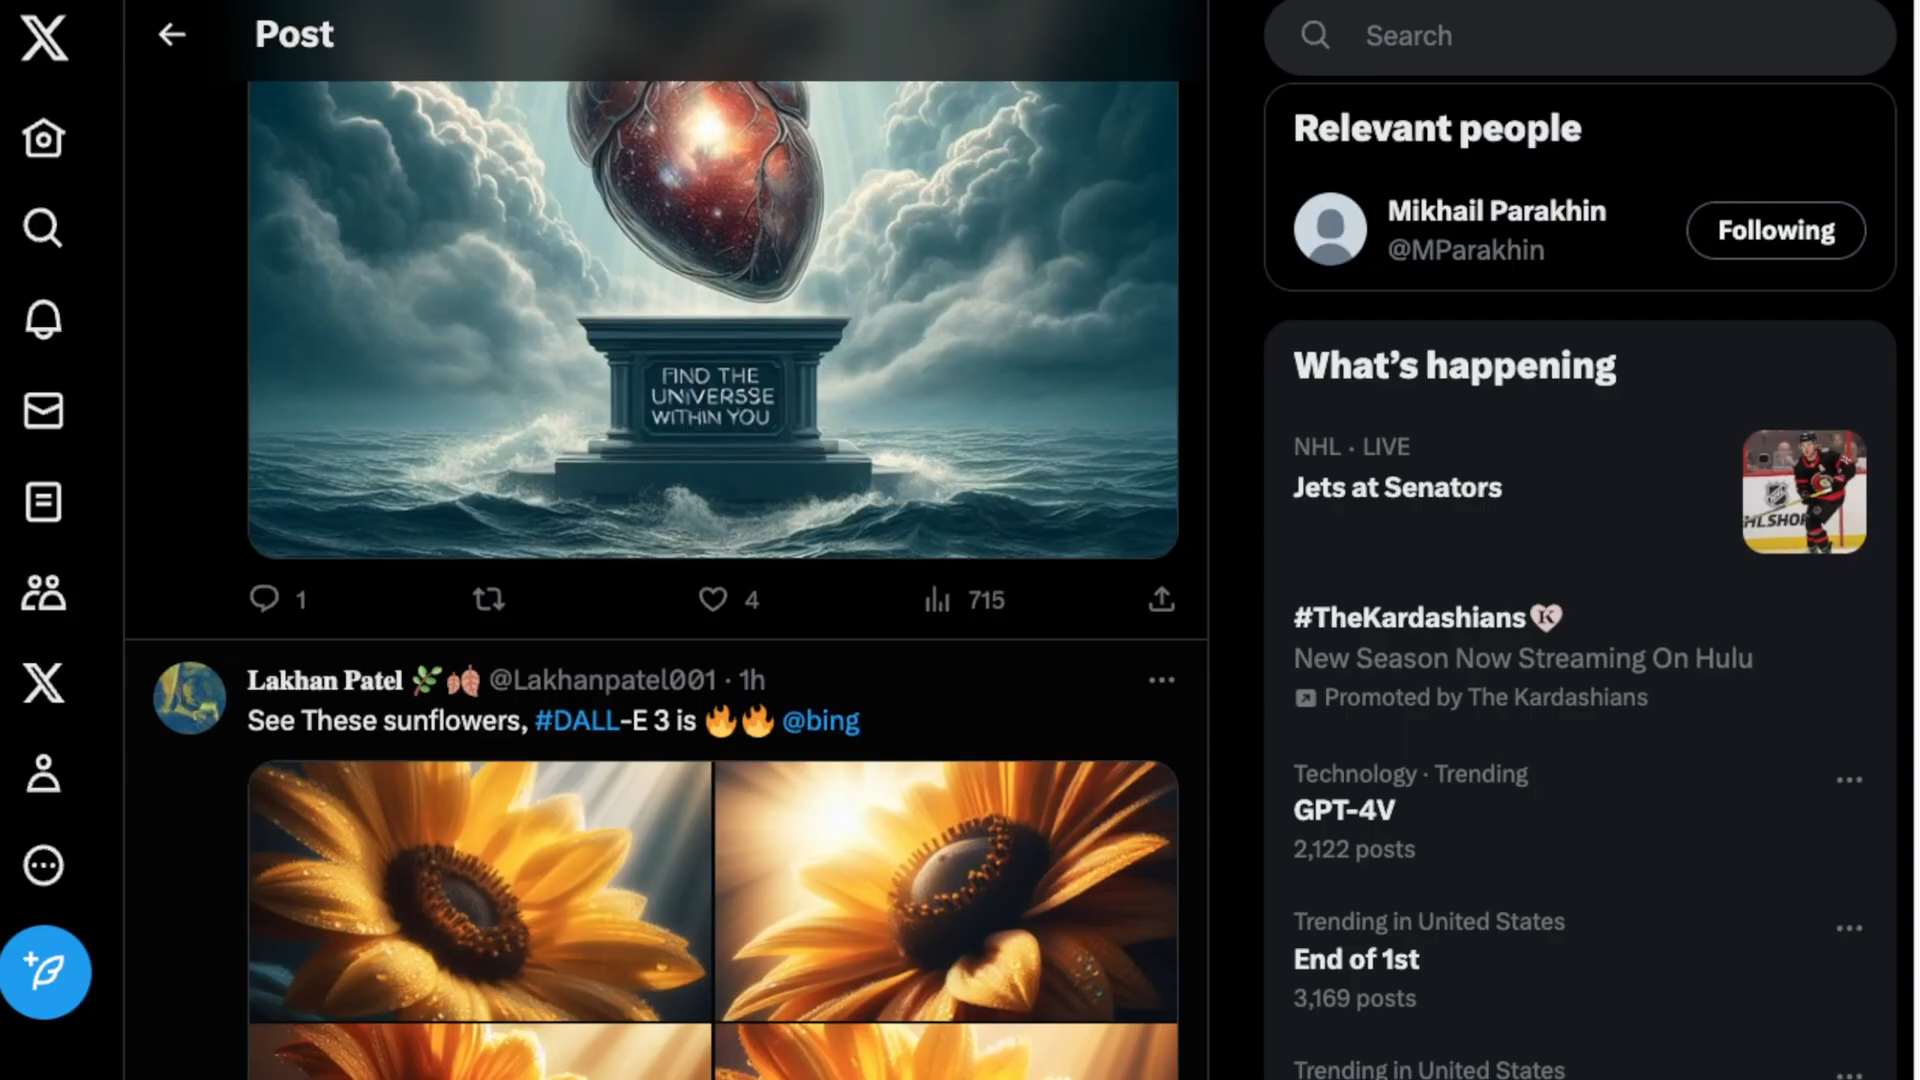 Post
FIND THE
UNIVERSSE
WITHIN YOU
1
4
715
Lakhan Patel @Lakhanpatel001 · 1h
See These sunflowers, #DALL-E 3 is @bing
Search
Relevant people
Mikhail Parakhin
@MParakhin
Following
What's happening
NHL · LIVE
Jets at Senators
HLSHOP
#TheKardashians
K
New Season Now Streaming On Hulu
Promoted by The Kardashians
Technology · Trending
GPT-4V
2,122 posts
Trending in United States
End of 1st
3,169 posts
Trending in United States